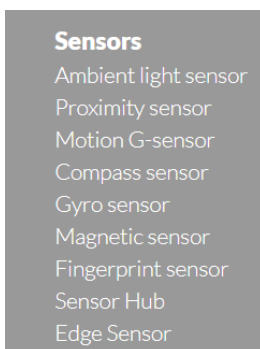 Sensors
Ambient light sensor
Proximity sensor
Motion G-sensor
Compass sensor
Gyro sensor
Magnetic sensor
Fingerprint sensor
Sensor Hub
Edge Sensor